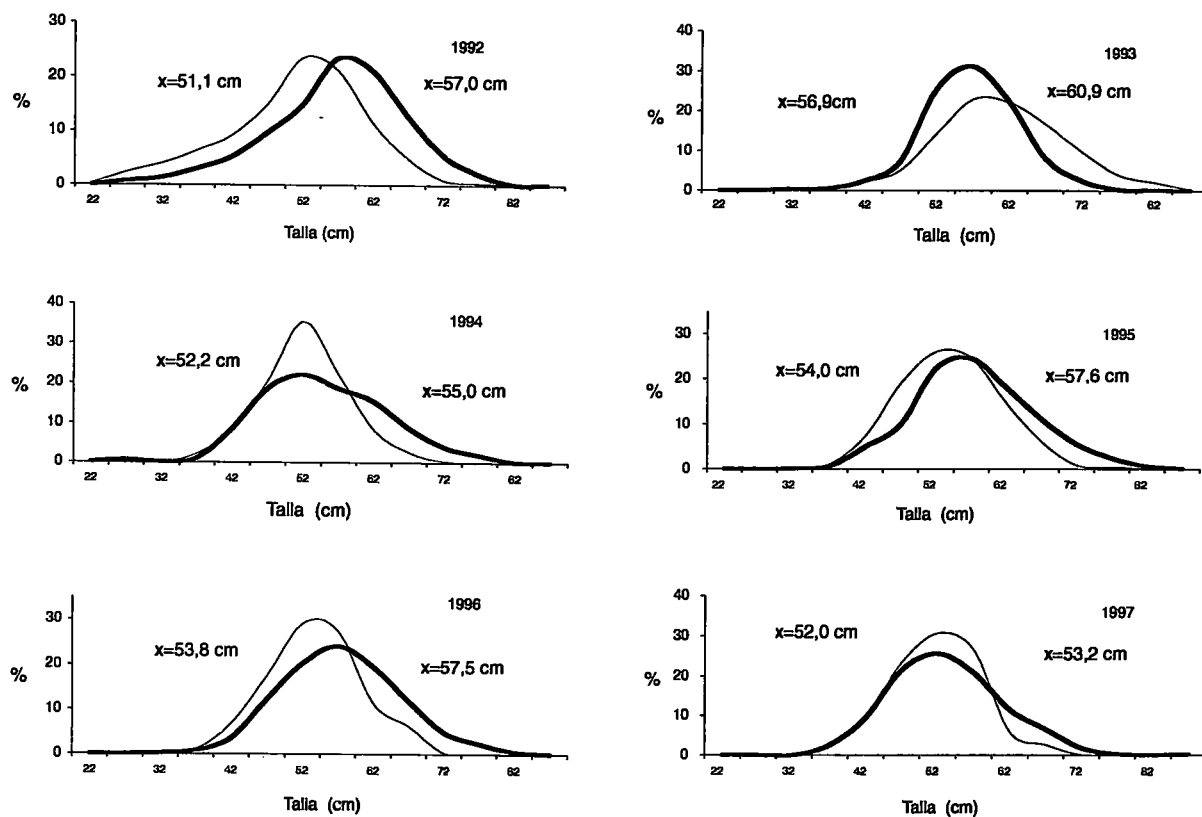 30
20
10
0
%
1992
x=51,1 cm
x=57,0 cm
22 32 42 52 62 72 82
Talla (cm)
40
30
20
10
0
%
1993
x=56,9cm
x=60,9 cm
22 32 42 62 62 72 62
Talla (cm)
40
30
20
10
0
%
1994
x=52,2 cm
x=55,0 cm
22 32 42 52 62 72 62
Talla (cm)
30
20
10
0
%
1995
x=54,0 cm
x=57,6 cm
22 32 42 52 62 72 82
Talla (cm)
30
20
10
0
%
1996
x=53,8 cm
x=57,5 cm
22 32 42 52 62 72 82
Talla (cm)
40
30
20
10
0
%
1997
x=52,0 cm
x=53,2 cm
22 32 42 62 62 72 82
Talla (cm)